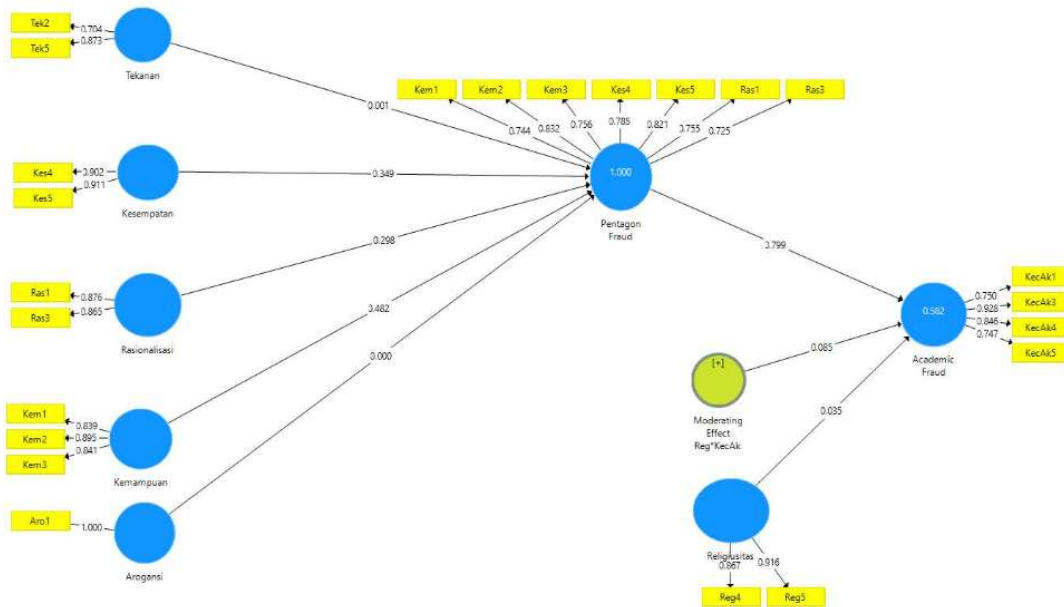 Tek2
0.704
Tek5
0.873
Tekanan
0.001
Kem1
Kem2
Kem3
Kes4
Kes5
Ras1
Ras3
0.744
0.832
0.756
0.785
0.821
0.755
0.725
1.000
Pentagon
Fraud
Kes4
0.902
Kes5
0.911
Kesempatan
0.349
Ras1
0.876
Ras3
0.865
Rasionalisasi
0.298
0.482
0.000
0.799
KecAk1
0.750
KecAk3
0.928
KecAk4
0.846
KecAk5
0.747
0.582
Academic
Fraud
[+]
0.085
Moderating
Effect
Reg*KecAk
0.035
Kem1
0.839
Kem2
0.895
Kem3
0.841
Kemampuan
Aro1
1.000
Arogansi
Religiusitas
0.867
0.916
Reg4
Reg5